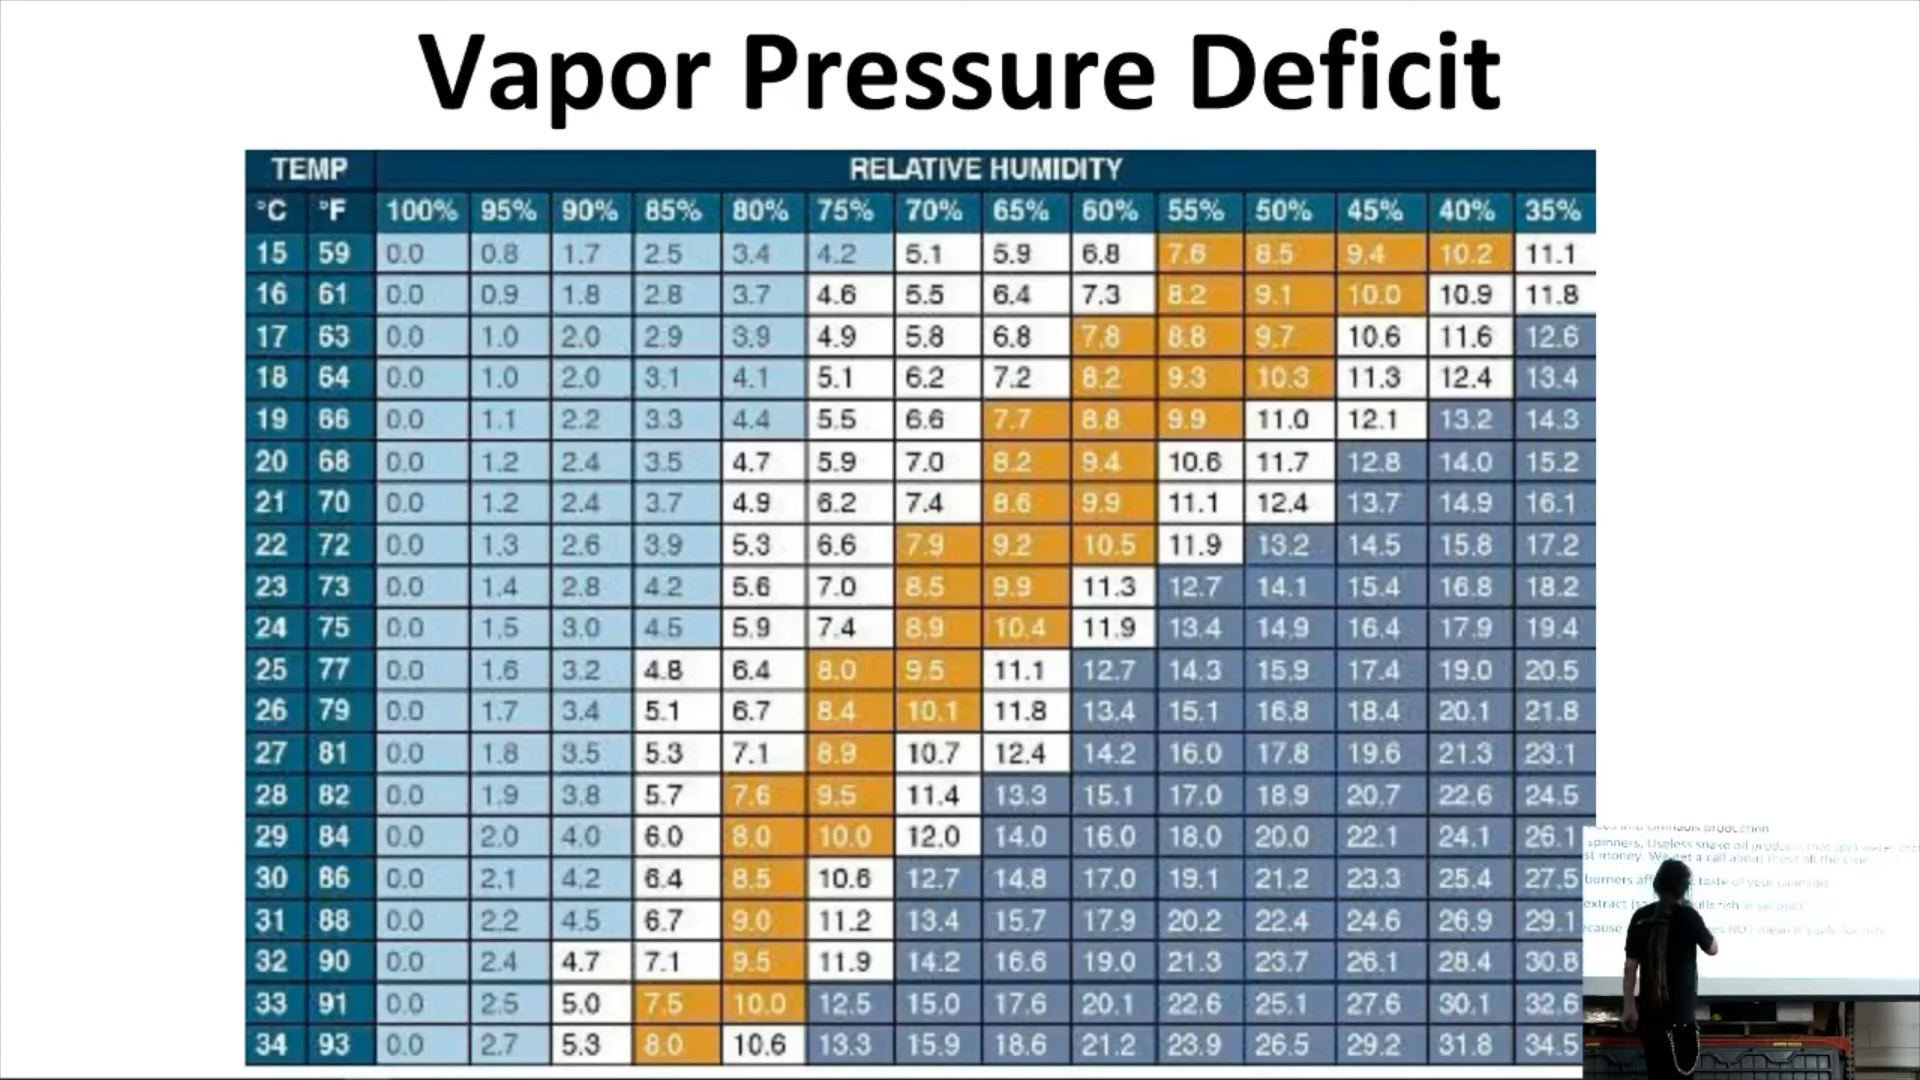 Vapor Pressure Deficit
TEMP RELATIVE HUMIDITY
°C °F 100% 95% 90% 85% 80% 75% 70% 65% 60% 55% 50% 45% 40% 35%
15 59 0.0 0.8 1.7 2.5 3.4 4.2 5.1 5.9 6.8 7.6 8.5 9.4 10.2 11.1
16 61 0.0 0.9 1.8 2.8 3.7 4.6 5.5 6.4 7.3 8.2 9.1 10.0 10.9 11.8
17 63 0.0 1.0 2.0 2.9 3.9 4.9 5.8 6.8 7.8 8.8 9.7 10.6 11.6 12.6
18 64 0.0 1.0 2.0 3.1 4.1 5.1 6.2 7.2 8.2 9.3 10.3 11.3 12.4 13.4
19 66 0.0 1.1 2.2 3.3 4.4 5.5 6.6 7.7 8.8 9.9 11.0 12.1 13.2 14.3
20 68 0.0 1.2 2.4 3.5 4.7 5.9 7.0 8.2 9.4 10.6 11.7 12.8 14.0 15.2
21 70 0.0 1.2 2.4 3.7 4.9 6.2 7.4 8.6 9.9 11.1 12.4 13.7 14.9 16.1
22 72 0.0 1.3 2.6 3.9 5.3 6.6 7.9 9.2 10.5 11.9 13.2 14.5 15.8 17.2
23 73 0.0 1.4 2.8 4.2 5.6 7.0 8.5 9.9 11.3 12.7 14.1 15.4 16.8 18.2
24 75 0.0 1.5 3.0 4.5 5.9 7.4 8.9 10.4 11.9 13.4 14.9 16.4 17.9 19.4
25 77 0.0 1.6 3.2 4.8 6.4 8.0 9.5 11.1 12.7 14.3 15.9 17.4 19.0 20.5
26 79 0.0 1.7 3.4 5.1 6.7 8.4 10.1 11.8 13.4 15.1 16.8 18.4 20.1 21.8
27 81 0.0 1.8 3.5 5.3 7.1 8.9 10.7 12.4 14.2 16.0 17.8 19.6 21.3 23.1
28 82 0.0 1.9 3.8 5.7 7.6 9.5 11.4 13.3 15.1 17.0 18.9 20.7 22.6 24.5
29 84 0.0 2.0 4.0 6.0 8.0 10.0 12.0 14.0 16.0 18.0 20.0 22.1 24.1 26.1
30 86 0.0 2.1 4.2 6.4 8.5 10.6 12.7 14.8 17.0 19.1 21.2 23.3 25.4 27.5
31 88 0.0 2.2 4.5 6.7 9.0 11.2 13.4 15.7 17.9 20.2 22.4 24.6 26.9 29.1
32 90 0.0 2.4 4.7 7.1 9.5 11.9 14.2 16.6 19.0 21.3 23.7 26.1 28.4 30.8
33 91 0.0 2.5 5.0 7.5 10.0 12.5 15.0 17.6 20.1 22.6 25.1 27.6 30.1 32.6
34 93 0.0 2.7 5.3 8.0 10.6 13.3 15.9 18.6 21.2 23.9 26.5 29.2 31.8 34.5
production
spinners, Useless snake oil products that
money. We get a call about these all the time
burners taste of your cannabis
extract fish in seconds
mean it's safe for